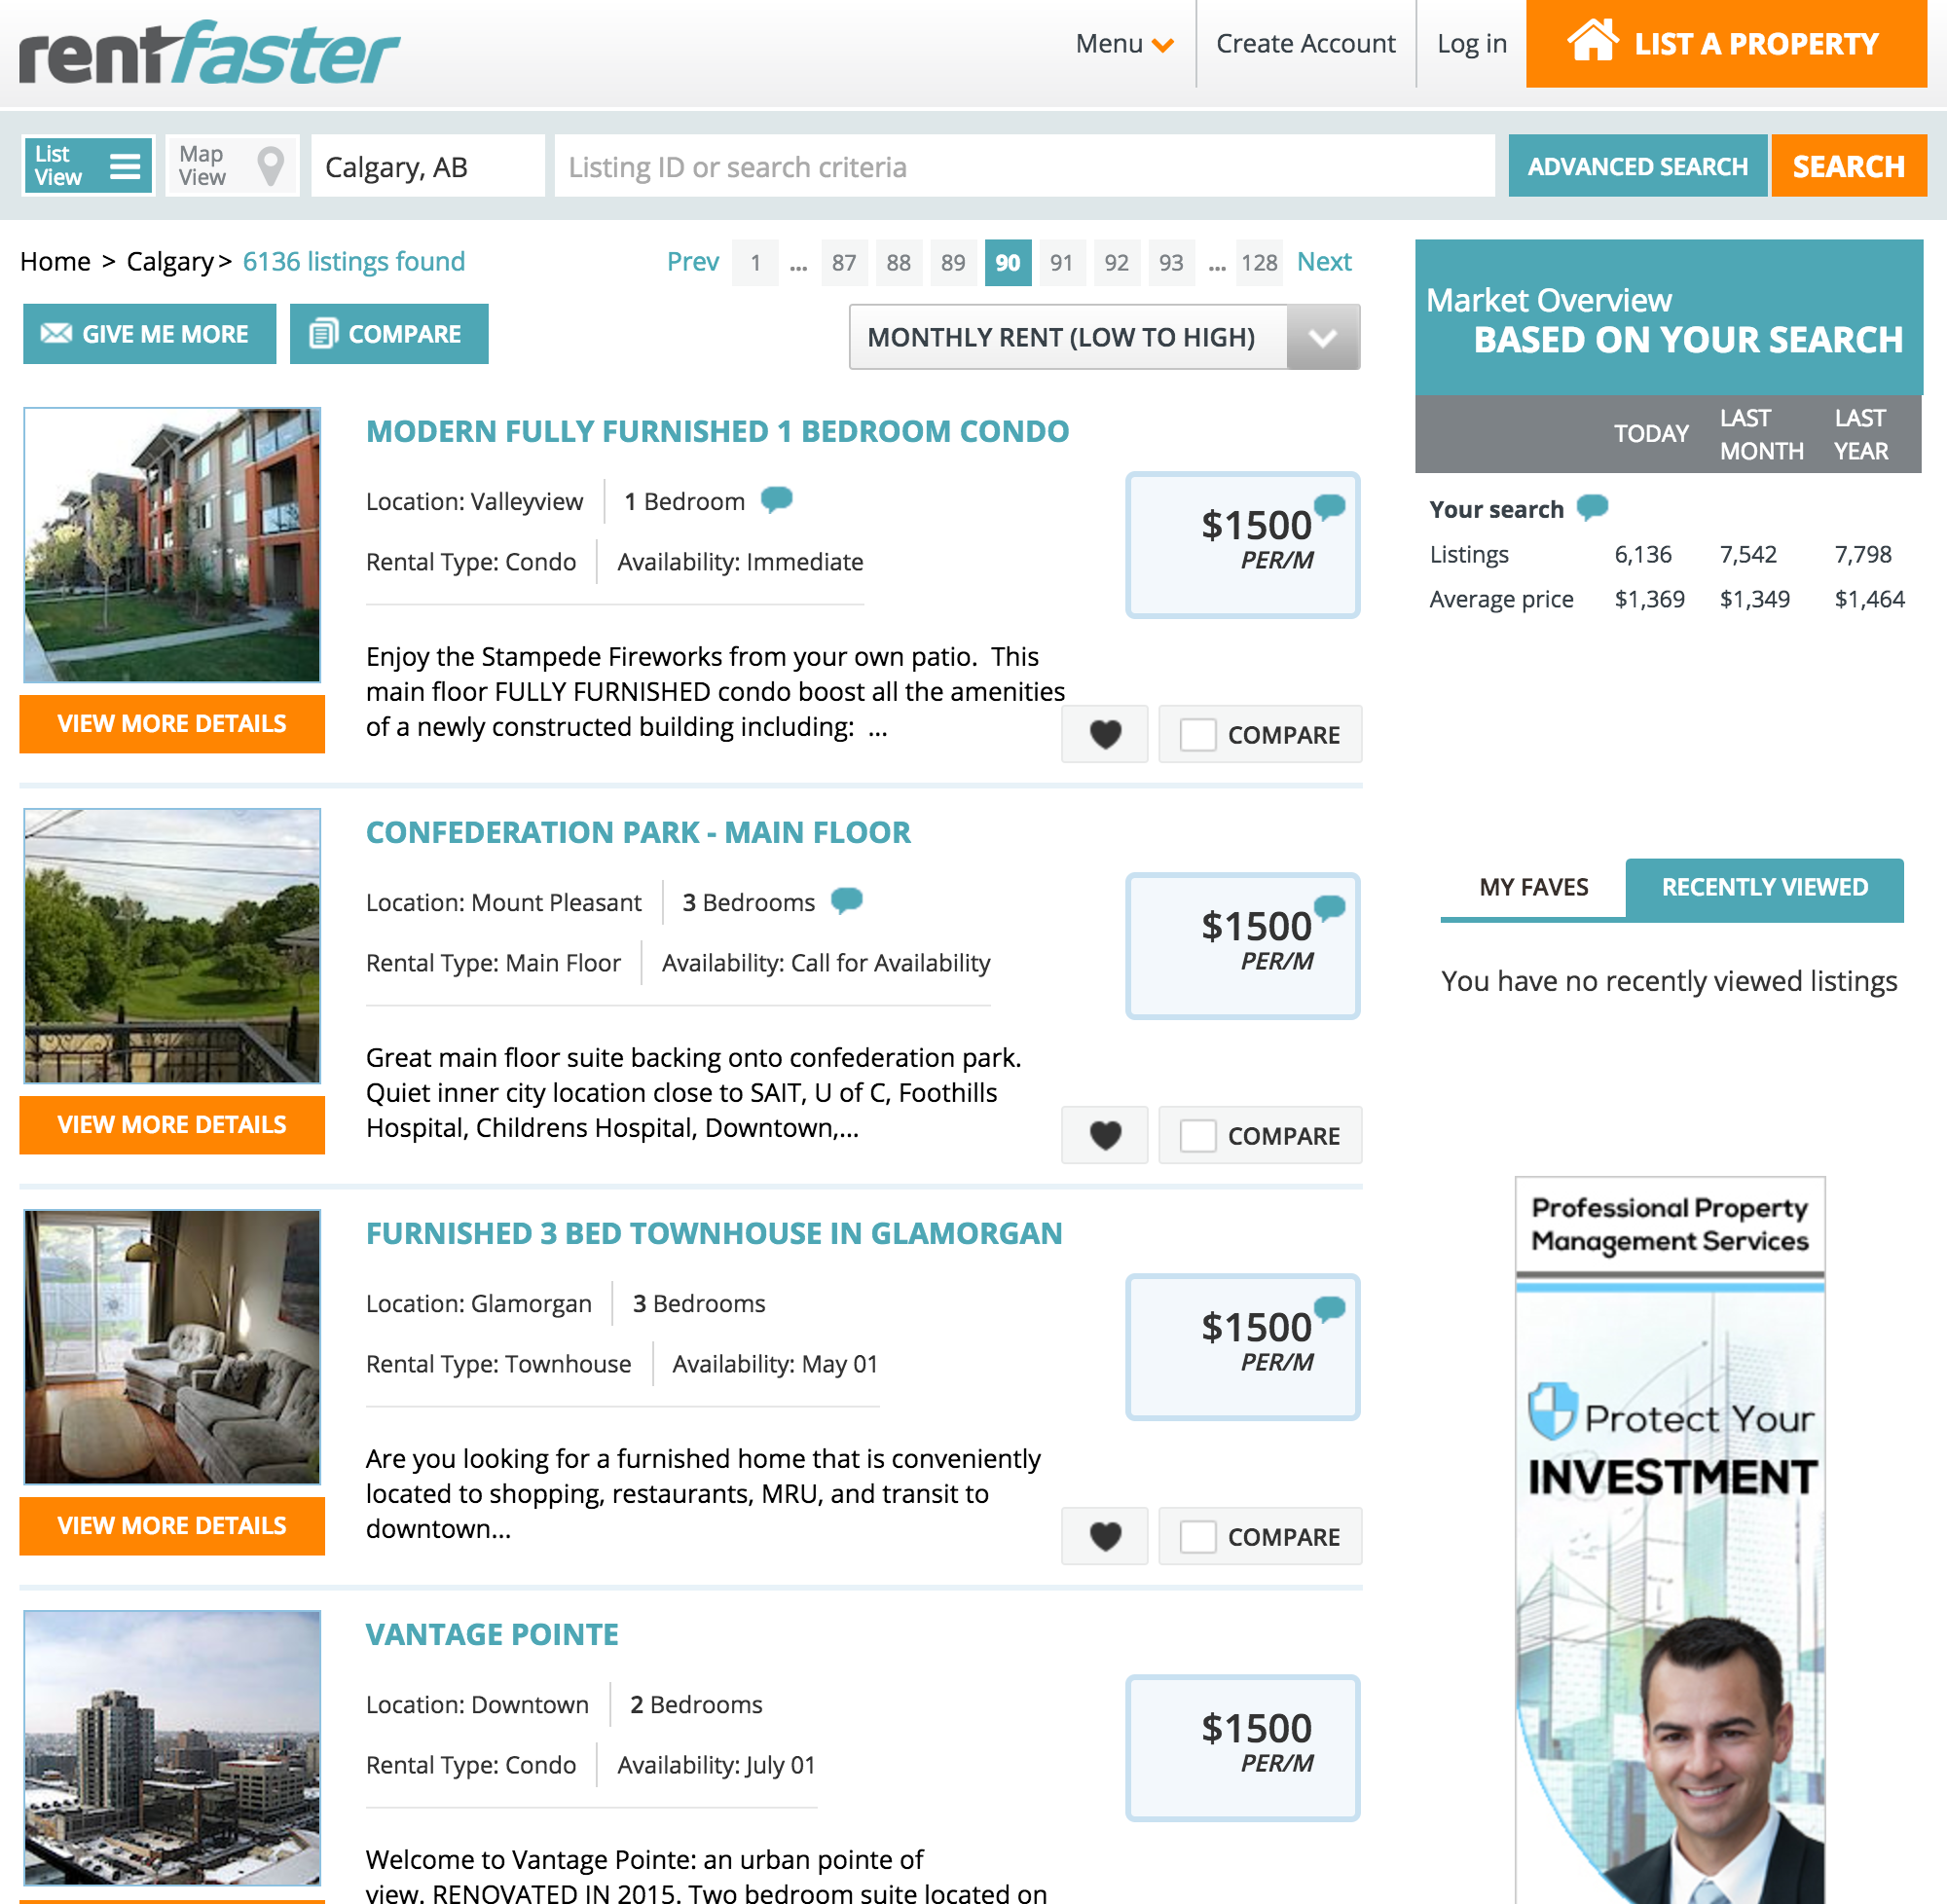 rentfaster
Menu
Create Account
Log in
LIST A PROPERTY
List
View
Map
View
Calgary, AB
Listing ID or search criteria
ADVANCED SEARCH
SEARCH
Home > Calgary > 6136 listings found
Prev 1 ... 87 88 89 90 91 92 93 ... 128 Next
GIVE ME MORE
COMPARE
MONTHLY RENT (LOW TO HIGH)
MODERN FULLY FURNISHED 1 BEDROOM CONDO
Location: Valleyview
1 Bedroom
Rental Type: Condo
Availability: Immediate
$1500
PER/M
Enjoy the Stampede Fireworks from your own patio.  This
main floor FULLY FURNISHED condo boost all the amenities
of a newly constructed building including:  ...
VIEW MORE DETAILS
COMPARE
CONFEDERATION PARK - MAIN FLOOR
Location: Mount Pleasant
3 Bedrooms
Rental Type: Main Floor
Availability: Call for Availability
$1500
PER/M
Great main floor suite backing onto confederation park.
Quiet inner city location close to SAIT, U of C, Foothills
Hospital, Childrens Hospital, Downtown,...
VIEW MORE DETAILS
COMPARE
FURNISHED 3 BED TOWNHOUSE IN GLAMORGAN
Location: Glamorgan
3 Bedrooms
Rental Type: Townhouse
Availability: May 01
$1500
PER/M
Are you looking for a furnished home that is conveniently
located to shopping, restaurants, MRU, and transit to
downtown...
VIEW MORE DETAILS
COMPARE
VANTAGE POINTE
Location: Downtown
2 Bedrooms
Rental Type: Condo
Availability: July 01
$1500
PER/M
Welcome to Vantage Pointe: an urban pointe of
view. RENOVATED IN 2015. Two bedroom suite located on
Market Overview
BASED ON YOUR SEARCH
TODAY
LAST
MONTH
LAST
YEAR
Your search
Listings 6,136 7,542 7,798
Average price $1,369 $1,349 $1,464
MY FAVES
RECENTLY VIEWED
You have no recently viewed listings
Professional Property
Management Services
Protect Your
INVESTMENT